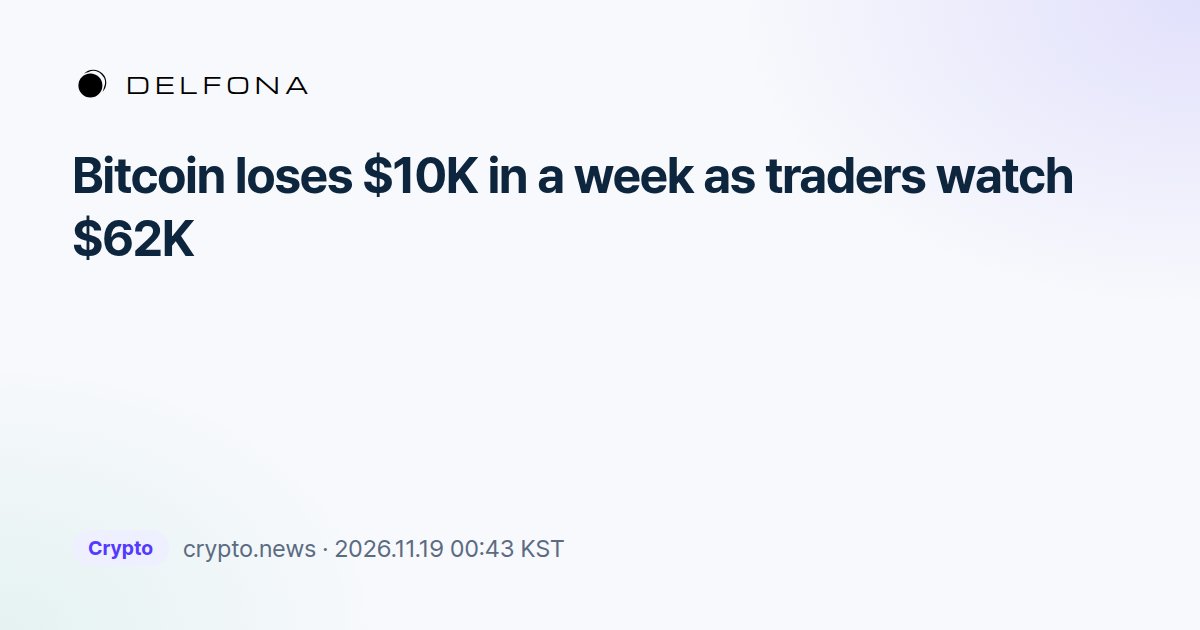 DELFONA
Bitcoin loses $10K in a week as traders watch
$62K
Crypto crypto.news · 2026.11.19 00:43 KST